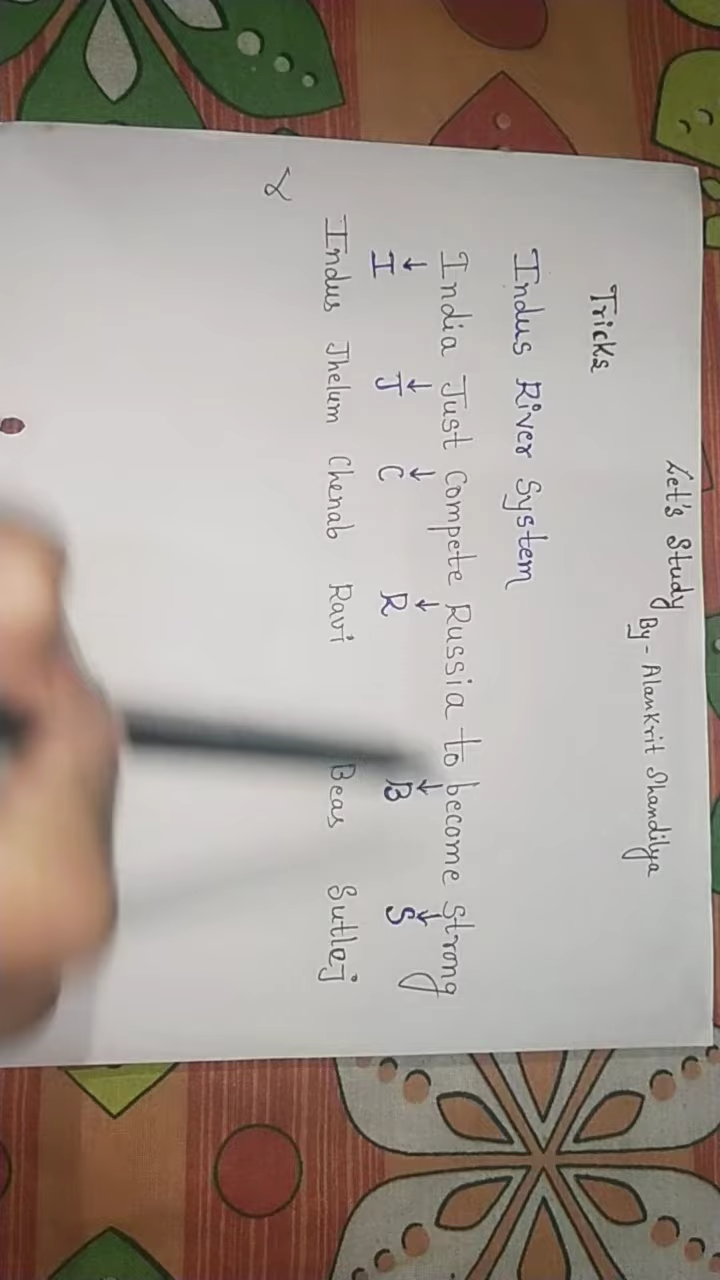 Let's Study
By - Alankrit Shandilya
Tricks
Indus River System
India Just Compete Russia to become strong
↓ ↓ ↓ ↓ ↓ ↓
I J C R B S
Indus Jhelum Chenab Ravi Beas Sutlej